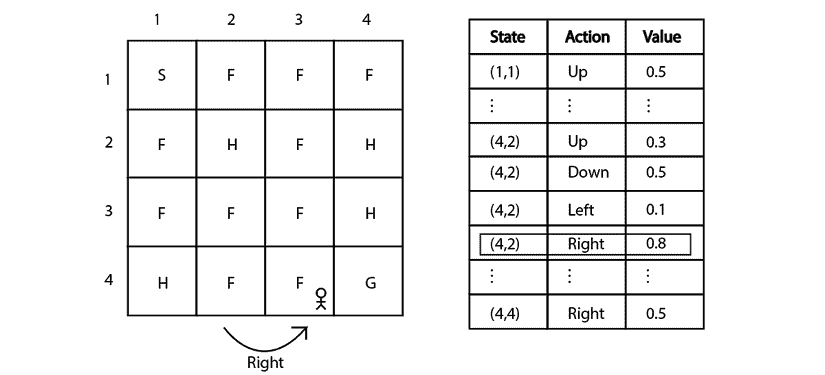 1 2 3 4
1 S F F F
2 F H F H
3 F F F H
4 H F F G
Right
State Action Value
(1,1) Up 0.5
⋮ ⋮ ⋮
(4,2) Up 0.3
(4,2) Down 0.5
(4,2) Left 0.1
(4,2) Right 0.8
⋮ ⋮ ⋮
(4,4) Right 0.5